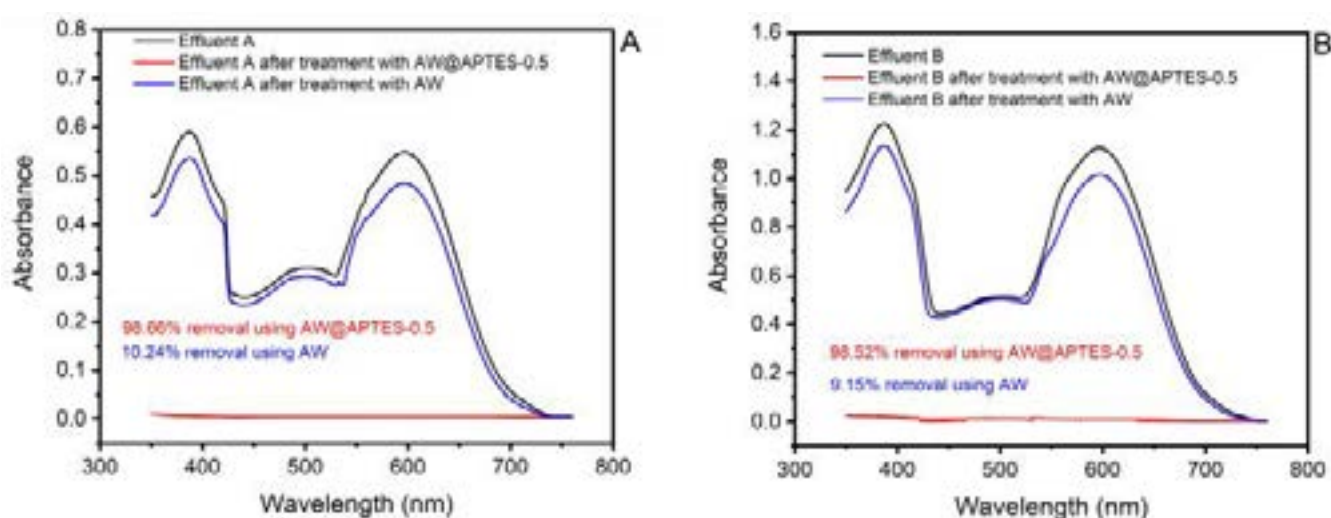 A
Effluent A
Effluent A after treatment with AW@APTES-0.5
Effluent A after treatment with AW
98.66% removal using AW@APTES-0.5
10.24% removal using AW
Absorbance
0.8
0.7
0.6
0.5
0.4
0.3
0.2
0.1
0.0
300 400 500 600 700 800
Wavelength (nm)
B
Effluent B
Effluent B after treatment with AW@APTES-0.5
Effluent B after treatment with AW
98.52% removal using AW@APTES-0.5
9.15% removal using AW
Absorbance
1.6
1.4
1.2
1.0
0.8
0.6
0.4
0.2
0.0
300 400 500 600 700 800
Wavelength (nm)